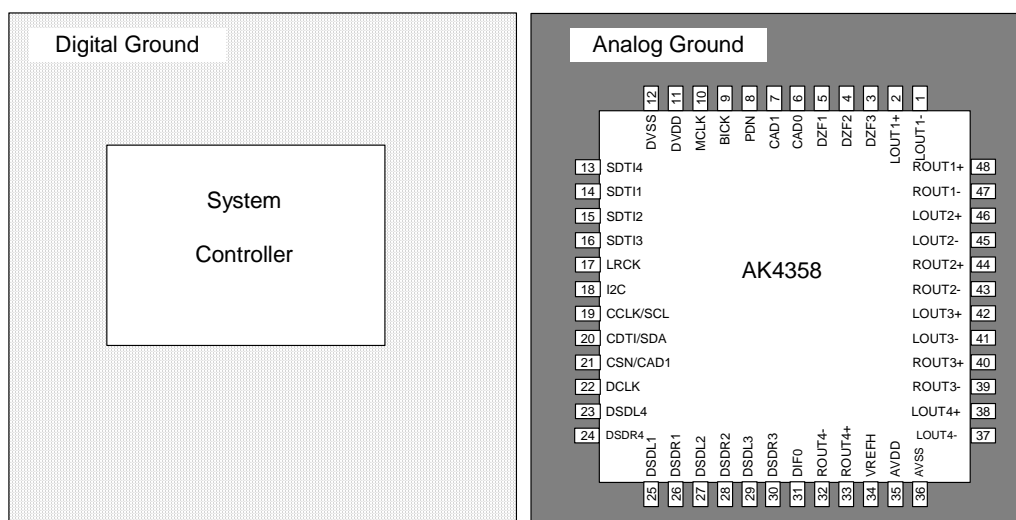 Digital Ground
System
Controller
Analog Ground
12 11 10 9 8 7 6 5 4 3 2 1
DVSS DVDD MCLK BICK PDN CAD1 CAD0 DZF1 DZF2 DZF3 LOUT1+ LOUT1-
13 SDTI4
14 SDTI1
15 SDTI2
16 SDTI3
17 LRCK
18 I2C
19 CCLK/SCL
20 CDTI/SDA
21 CSN/CAD1
22 DCLK
23 DSDL4
24 DSDR4
AK4358
ROUT1+ 48
ROUT1- 47
LOUT2+ 46
LOUT2- 45
ROUT2+ 44
ROUT2- 43
LOUT3+ 42
LOUT3- 41
ROUT3+ 40
ROUT3- 39
LOUT4+ 38
LOUT4- 37
DSDL1 DSDR1 DSDL2 DSDR2 DSDL3 DSDR3 DIF0 ROUT4- ROUT4+ VREFH AVDD AVSS
25 26 27 28 29 30 31 32 33 34 35 36